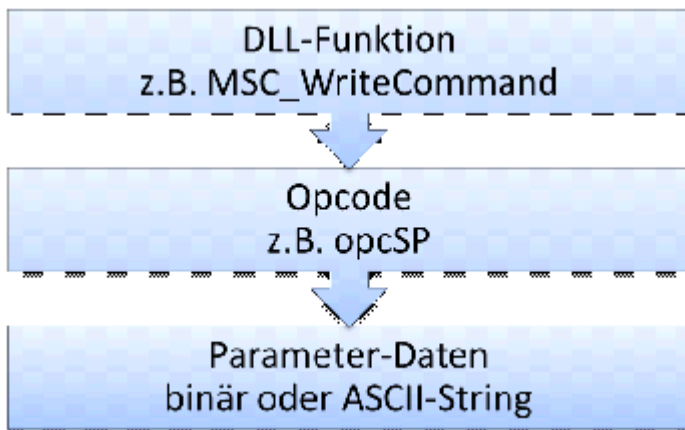 DLL-Funktion
z.B. MSC_WriteCommand
Opcode
z.B. opcSP
Parameter-Daten
binär oder ASCII-String